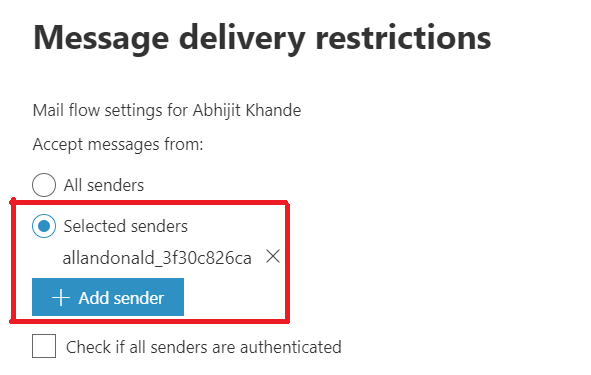 Message delivery restrictions
Mail flow settings for Abhijit Khande
Accept messages from:
All senders
Selected senders
allandonald_3f30c826ca
Add sender
Check if all senders are authenticated